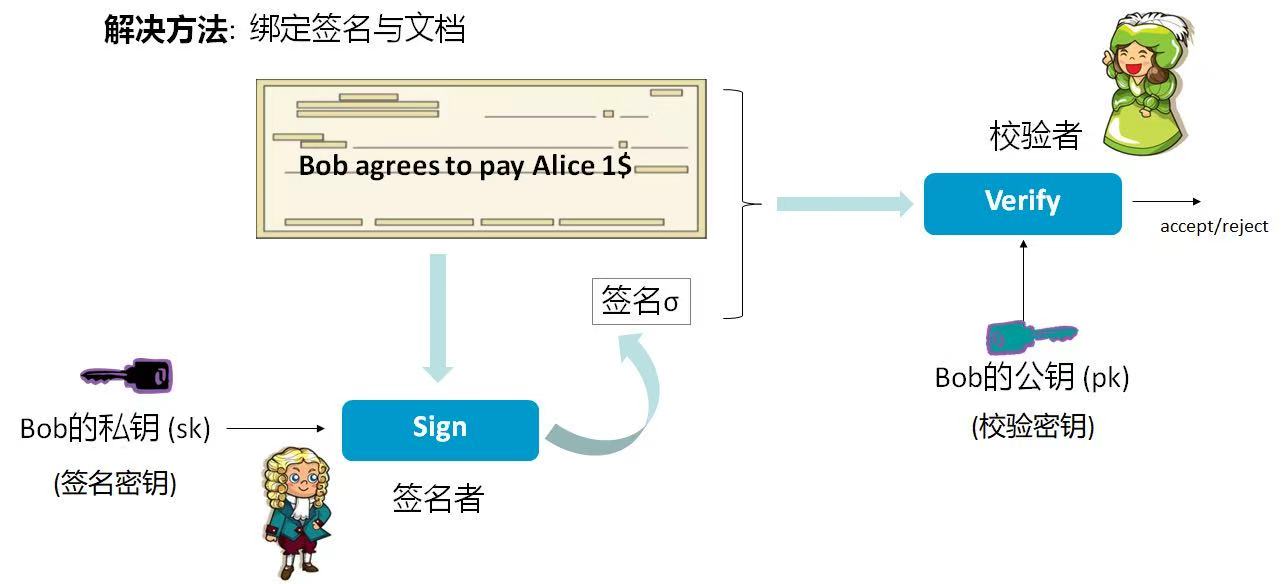 解决方法: 绑定签名与文档
Bob agrees to pay Alice 1$
签名σ
校验者
Verify
accept/reject
Bob的公钥 (pk)
(校验密钥)
Bob的私钥 (sk)
(签名密钥)
Sign
签名者